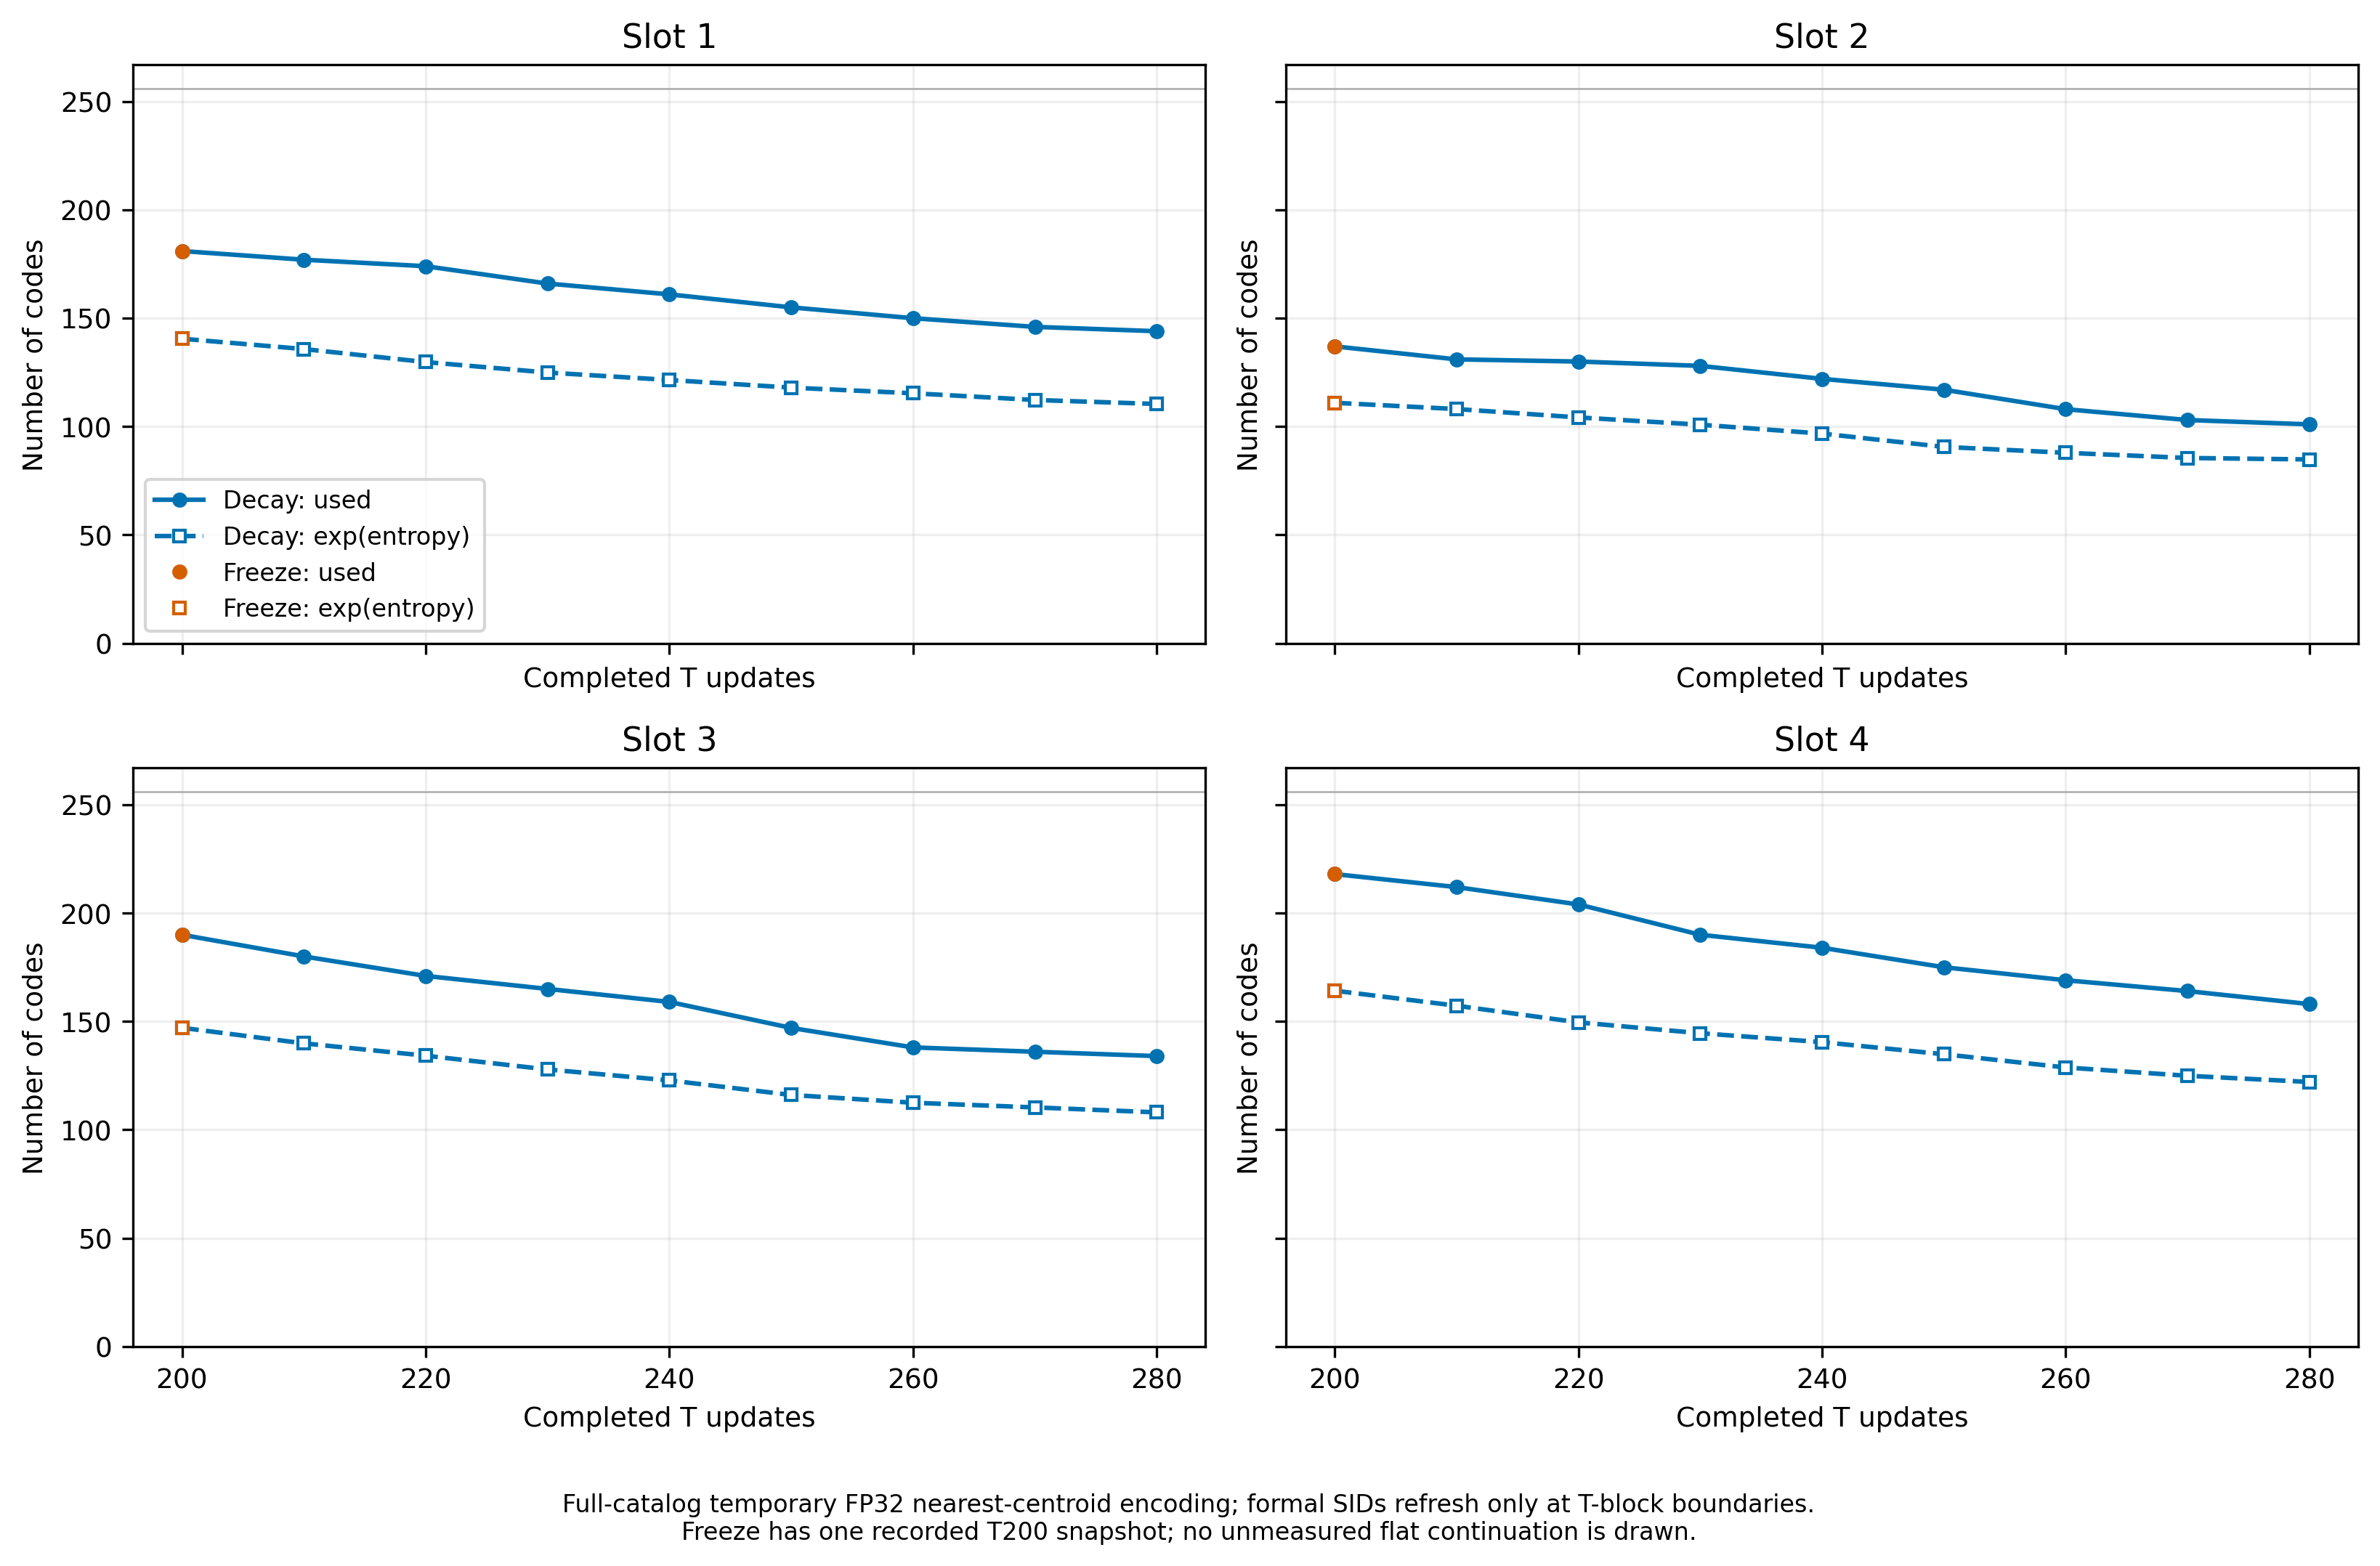 Slot 1
Number of codes
250
200
150
100
50
0
Decay: used
Decay: exp(entropy)
Freeze: used
Freeze: exp(entropy)
Completed T updates
Slot 2
Number of codes
Completed T updates
Slot 3
Number of codes
250
200
150
100
50
0
200 220 240 260 280
Completed T updates
Slot 4
Number of codes
200 220 240 260 280
Completed T updates
Full-catalog temporary FP32 nearest-centroid encoding; formal SIDs refresh only at T-block boundaries.
Freeze has one recorded T200 snapshot; no unmeasured flat continuation is drawn.